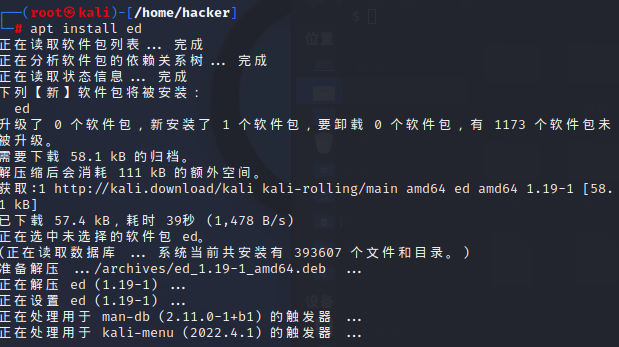 ┌──(root㉿kali)-[/home/hacker]
└─# apt install ed
正在读取软件包列表... 完成
正在分析软件包的依赖关系树... 完成
正在读取状态信息... 完成
下列【新】软件包将被安装：
  ed
升级了 0 个软件包，新安装了 1 个软件包，要卸载 0 个软件包，有 1173 个软件包未
被升级。
需要下载 58.1 kB 的归档。
解压缩后会消耗 111 kB 的额外空间。
获取:1 http://kali.download/kali kali-rolling/main amd64 ed amd64 1.19-1 [58.
1 kB]
已下载 57.4 kB，耗时 39秒 (1,478 B/s)
正在选中未选择的软件包 ed。
(正在读取数据库 ... 系统当前共安装有 393607 个文件和目录。)
准备解压 .../archives/ed_1.19-1_amd64.deb  ...
正在解压 ed (1.19-1) ...
正在设置 ed (1.19-1) ...
正在处理用于 man-db (2.11.0-1+b1) 的触发器 ...
正在处理用于 kali-menu (2022.4.1) 的触发器 ...
$
位置
设备